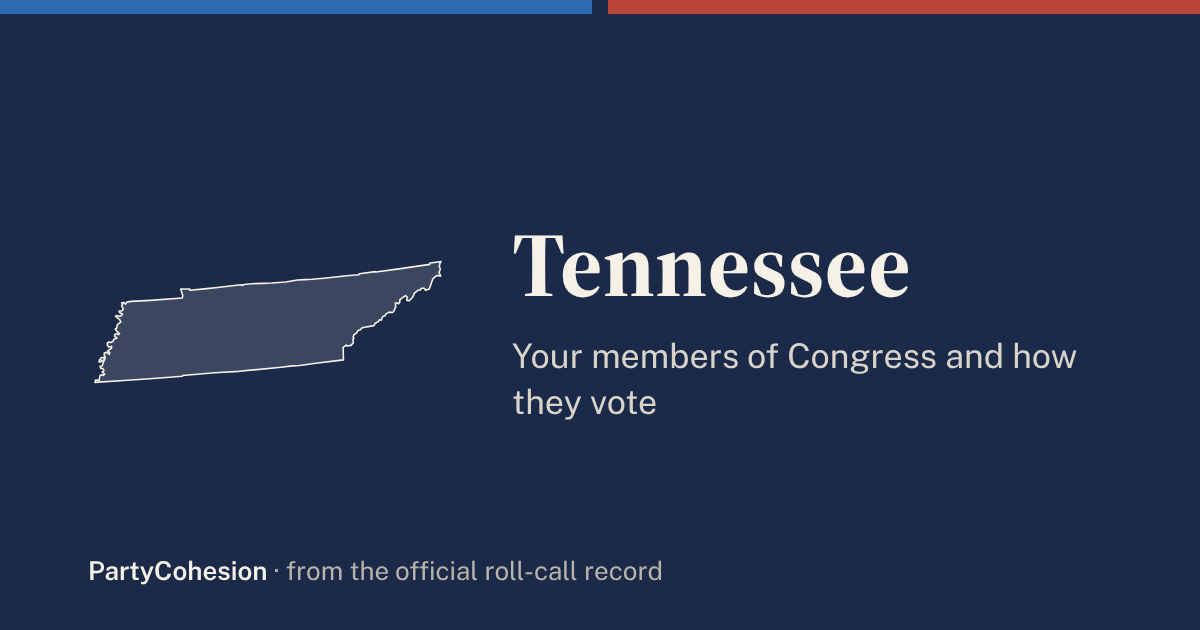 Tennessee
Your members of Congress and how
they vote
PartyCohesion · from the official roll-call record